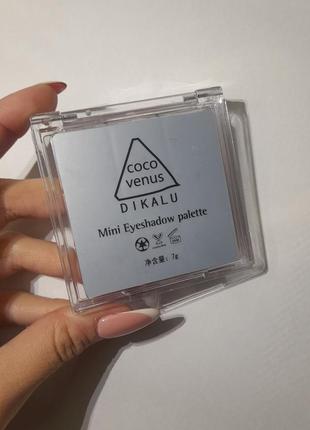 coco
venus
DIKALU
Mini Eyeshadow palette
净含量：7g